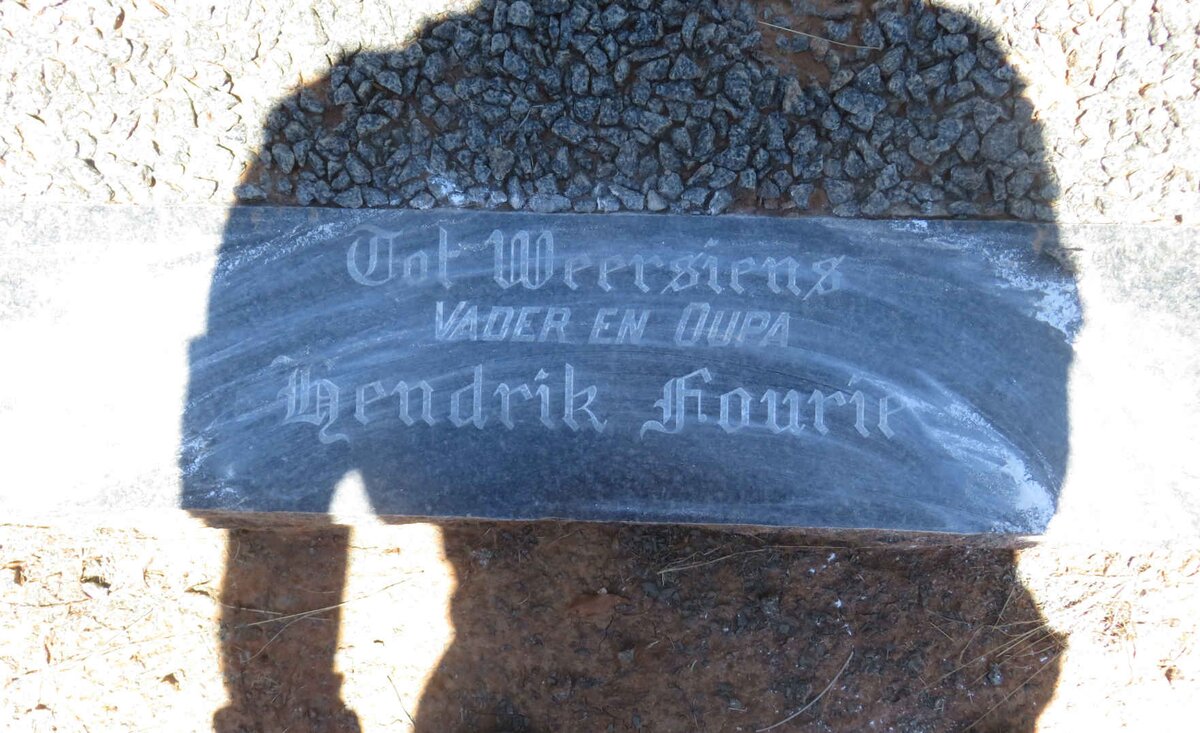 Tot Weersiens
VADER EN OUPA
Hendrik Fourie